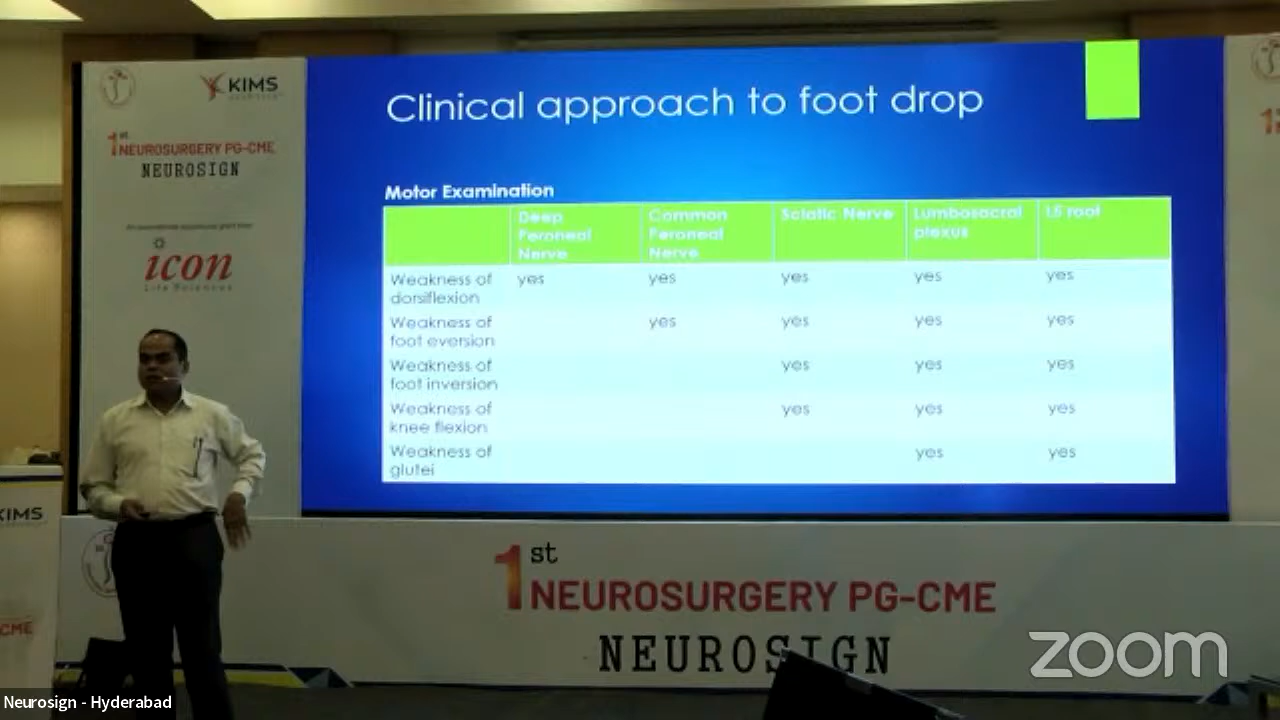 KIMS
1st
NEUROSURGERY PG-CME
NEUROSIGN
icon
Life Sciences
Clinical approach to foot drop
Motor Examination
Deep Peroneal Nerve
Common Peroneal Nerve
Sciatic Nerve
Lumbosacral plexus
L5 root
Weakness of dorsiflexion yes yes yes yes yes
Weakness of foot eversion yes yes yes yes
Weakness of foot inversion yes yes yes
Weakness of knee flexion yes yes yes
Weakness of glutei yes yes
KIMS
CME
1st
NEUROSURGERY PG-CME
NEUROSIGN
zoom
Neurosign - Hyderabad